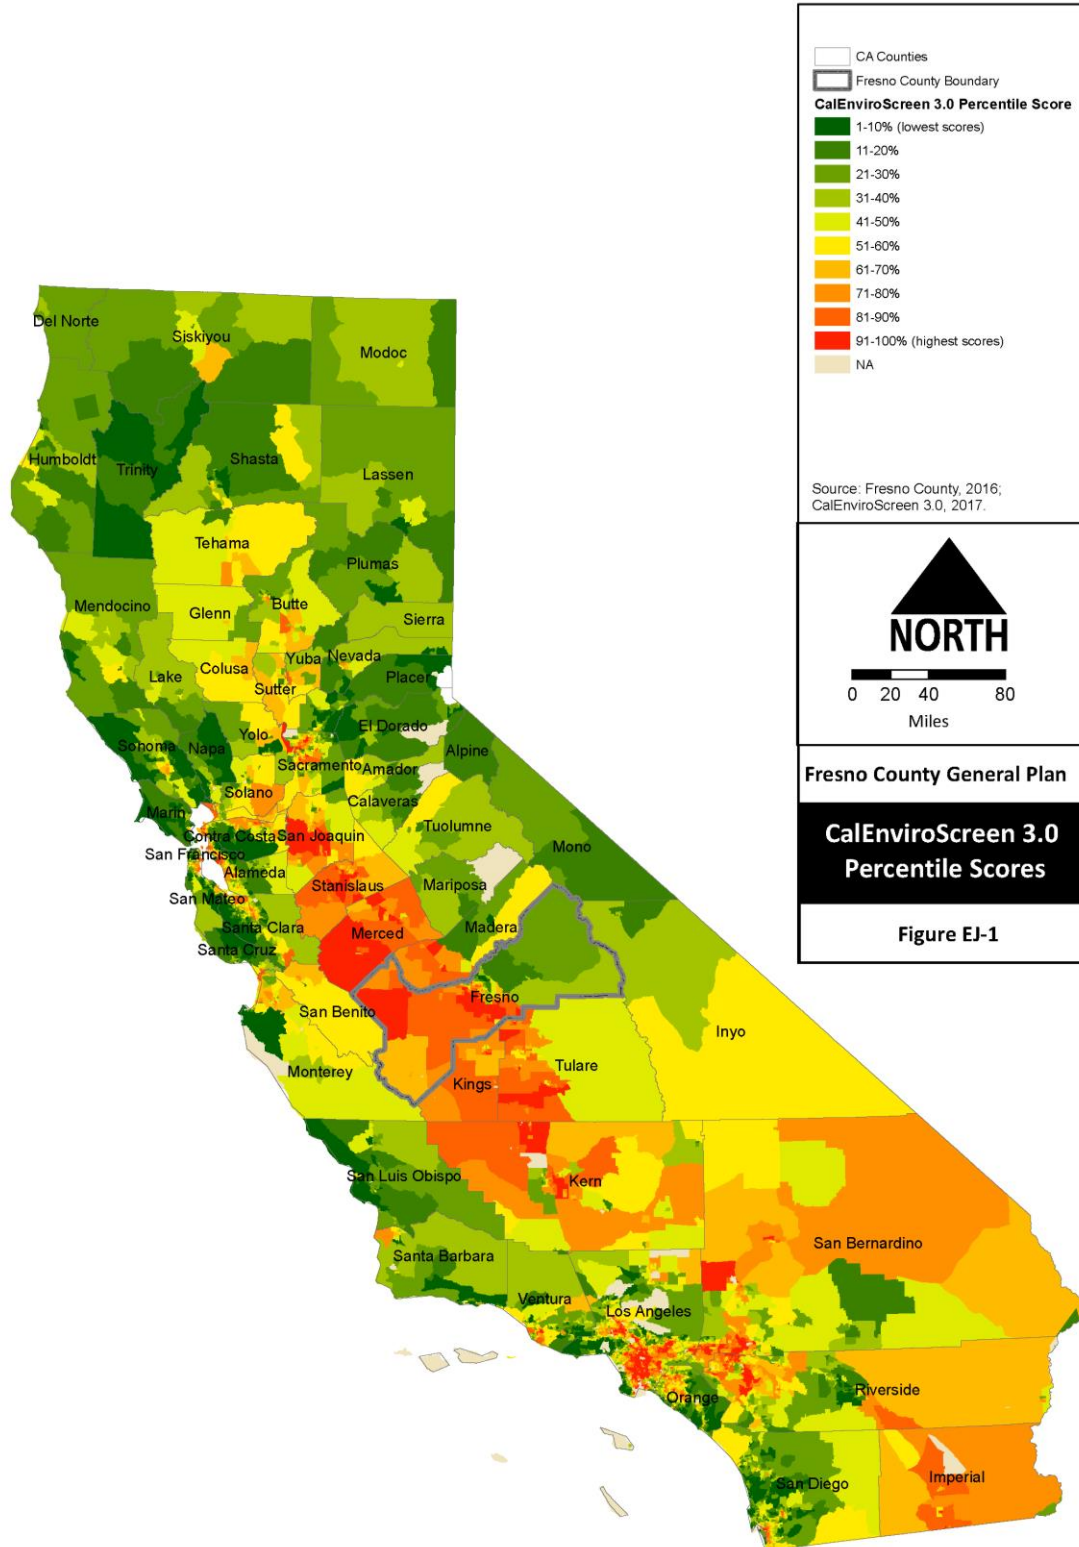 CA Counties
Fresno County Boundary
CalEnviroScreen 3.0 Percentile Score
1-10% (lowest scores)
11-20%
21-30%
31-40%
41-50%
51-60%
61-70%
71-80%
81-90%
91-100% (highest scores)
NA
Source: Fresno County, 2016;
CalEnviroScreen 3.0, 2017.
NORTH
0 20 40 80
Miles
Fresno County General Plan
CalEnviroScreen 3.0
Percentile Scores
Figure EJ-1
Del Norte
Siskiyou
Modoc
Humboldt
Trinity
Shasta
Lassen
Tehama
Plumas
Mendocino
Glenn
Butte
Sierra
Lake
Colusa
Yuba
Nevada
Sutter
Placer
Sonoma
Napa
Yolo
El Dorado
Alpine
Sacramento
Amador
Solano
Calaveras
Marin
Contra Costa
San Joaquin
Tuolumne
San Francisco
Mono
Alameda
Stanislaus
Mariposa
San Mateo
Santa Clara
Merced
Madera
Santa Cruz
Fresno
San Benito
Inyo
Monterey
Kings
Tulare
San Luis Obispo
Kern
Santa Barbara
San Bernardino
Ventura
Los Angeles
Orange
Riverside
San Diego
Imperial